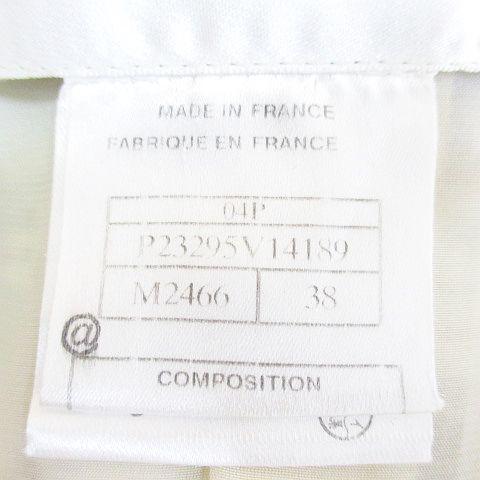 MADE IN FRANCE
FABRIQUE EN FRANCE
04P
P23295V14189
M2466 38
@
COMPOSITION